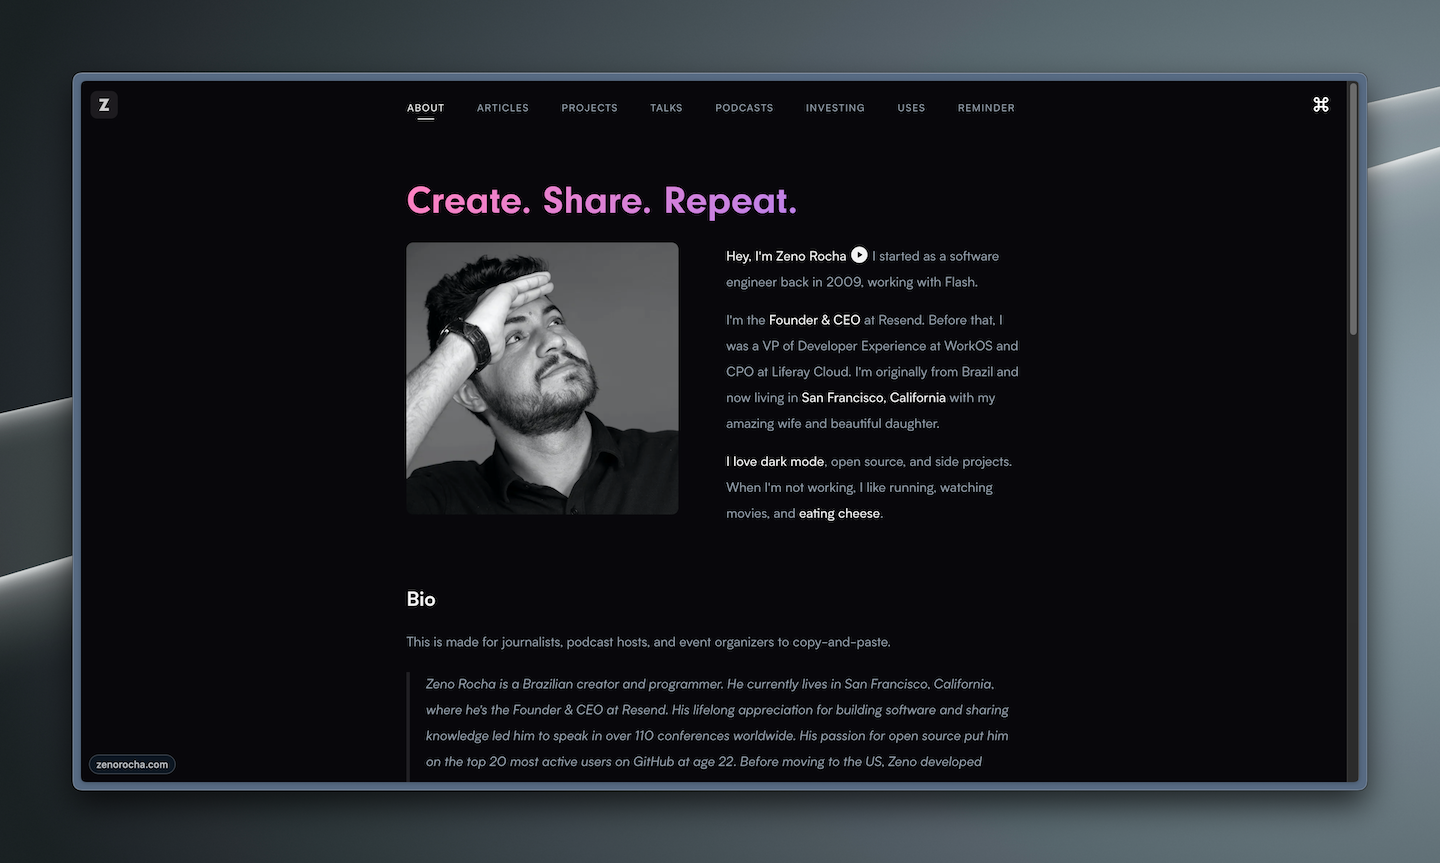 Z
ABOUT ARTICLES PROJECTS TALKS PODCASTS INVESTING USES REMINDER
Create. Share. Repeat.
Hey, I'm Zeno Rocha I started as a software
engineer back in 2009, working with Flash.
I'm the Founder & CEO at Resend. Before that, I
was a VP of Developer Experience at WorkOS and
CPO at Liferay Cloud. I'm originally from Brazil and
now living in San Francisco, California with my
amazing wife and beautiful daughter.
I love dark mode, open source, and side projects.
When I'm not working, I like running, watching
movies, and eating cheese.
Bio
This is made for journalists, podcast hosts, and event organizers to copy-and-paste.
Zeno Rocha is a Brazilian creator and programmer. He currently lives in San Francisco, California,
where he's the Founder & CEO at Resend. His lifelong appreciation for building software and sharing
knowledge led him to speak in over 110 conferences worldwide. His passion for open source put him
on the top 20 most active users on GitHub at age 22. Before moving to the US, Zeno developed
zenorocha.com